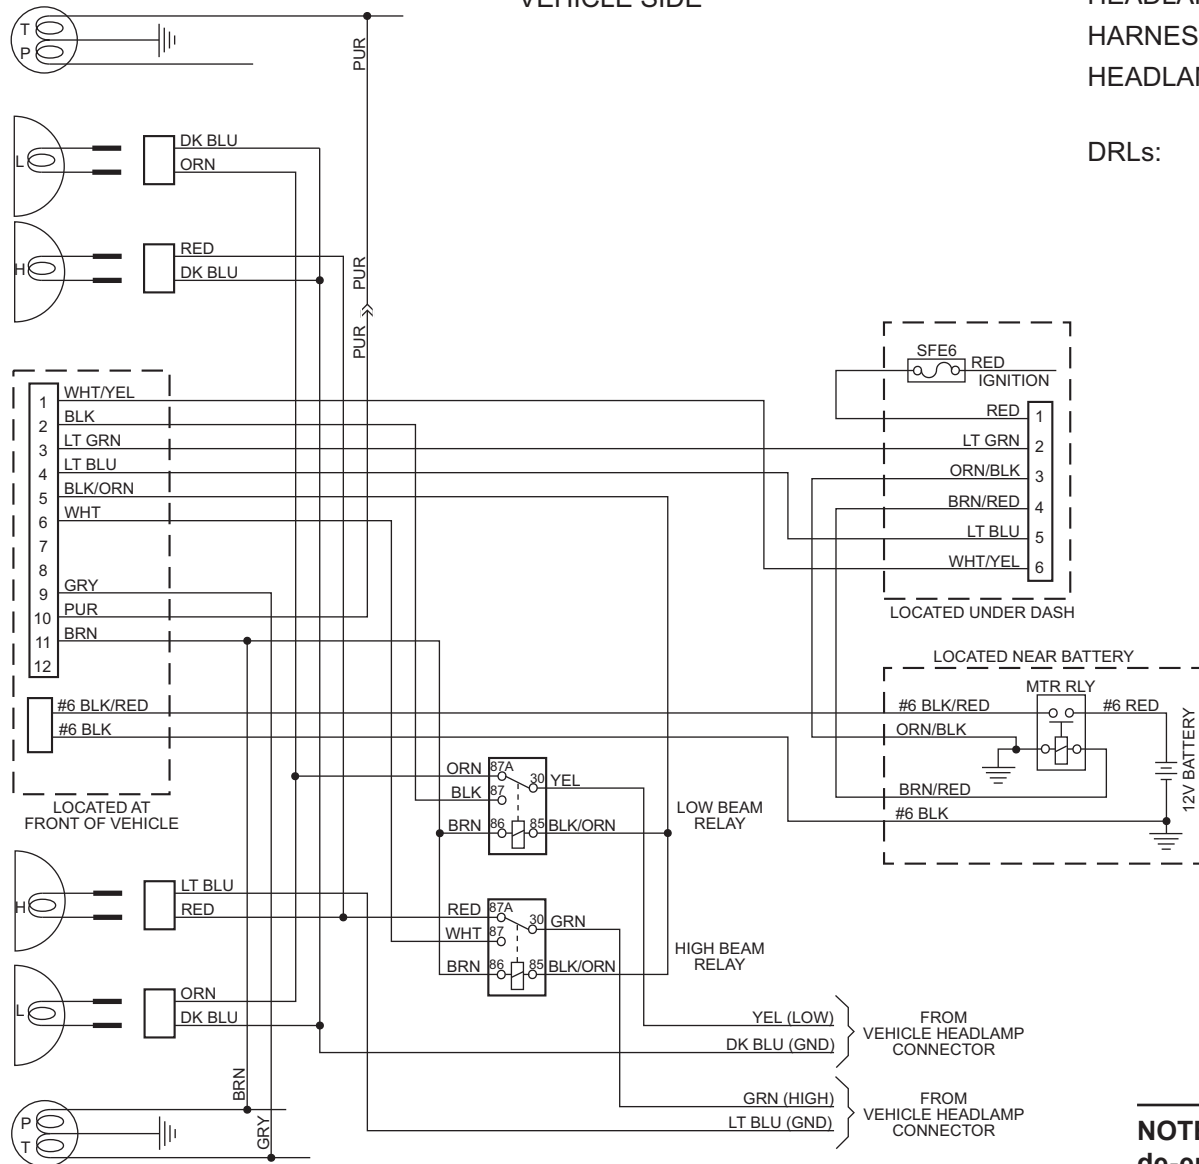 VEHICLE SIDE
HARNES
DRLs:
T
P
PUR
DK BLU
ORN
L
RED
DK BLU
H
PUR
PUR
1 WHT/YEL
2 BLK
3 LT GRN
4 LT BLU
5 BLK/ORN
6 WHT
7
8
9 GRY
10 PUR
11 BRN
12
#6 BLK/RED
#6 BLK
LOCATED AT
FRONT OF VEHICLE
SFE6
RED
IGNITION
RED 1
LT GRN 2
ORN/BLK 3
BRN/RED 4
LT BLU 5
WHT/YEL 6
LOCATED UNDER DASH
LOCATED NEAR BATTERY
MTR RLY
#6 BLK/RED
#6 RED
ORN/BLK
BRN/RED
#6 BLK
12V BATTERY
ORN 87A
30 YEL
BLK 87
BRN 86
85 BLK/ORN
LOW BEAM
RELAY
RED 87A
30 GRN
WHT 87
BRN 86
85 BLK/ORN
HIGH BEAM
RELAY
LT BLU
RED
H
ORN
DK BLU
L
BRN
GRY
P
T
YEL (LOW)
DK BLU (GND)
FROM
VEHICLE HEADLAMP
CONNECTOR
GRN (HIGH)
LT BLU (GND)
FROM
VEHICLE HEADLAMP
CONNECTOR